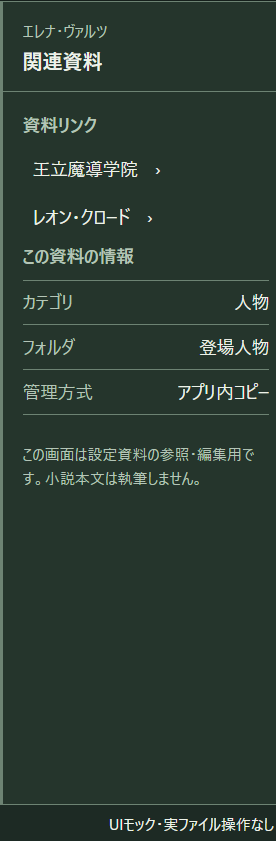 エレナ・ヴァルツ
関連資料
資料リンク
王立魔導学院 ›
レオン・クロード ›
この資料の情報
カテゴリ 人物
フォルダ 登場人物
管理方式 アプリ内コピー
この画面は設定資料の参照・編集用で
す。小説本文は執筆しません。
UIモック・実ファイル操作なし